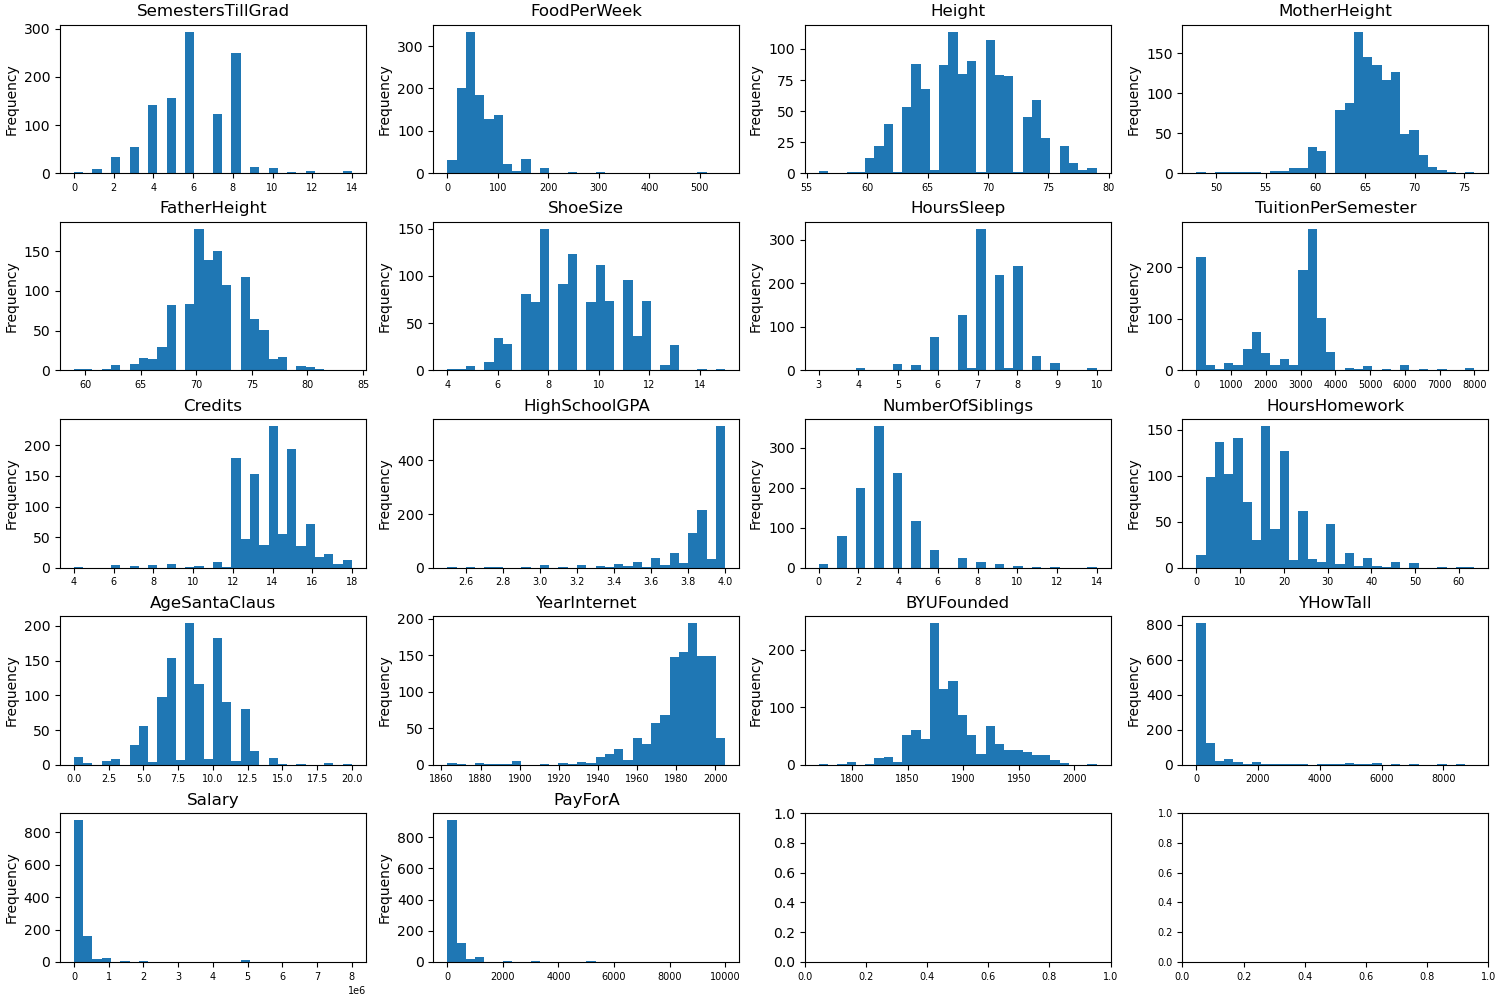 SemestersTillGrad FoodPerWeek Height MotherHeight
300 300 100 150
Frequency Frequency Frequency Frequency
200 200 75 100
100 100 50 50
25
0 0 0 0
0 2 4 6 8 10 12 14 0 100 200 300 400 500 55 60 65 70 75 80 50 55 60 65 70 75
FatherHeight ShoeSize HoursSleep TuitionPerSemester
150 150 300 200
Frequency Frequency Frequency Frequency
100 100 200 100
50 50 100
0 0 0 0
60 65 70 75 80 85 4 6 8 10 12 14 3 4 5 6 7 8 9 10 0 1000 2000 3000 4000 5000 6000 7000 8000
Credits HighSchoolGPA NumberOfSiblings HoursHomework
200 400 300 150
Frequency Frequency Frequency Frequency
150 200 200 100
100 100 50
50
0 0 0 0
4 6 8 10 12 14 16 18 2.6 2.8 3.0 3.2 3.4 3.6 3.8 4.0 0 2 4 6 8 10 12 14 0 10 20 30 40 50 60
AgeSantaClaus YearInternet BYUFounded YHowTall
200 200 200 800
Frequency Frequency Frequency Frequency
150 150 100 600
100 100 400
50 50 200
0 0 0 0
0.0 2.5 5.0 7.5 10.0 12.5 15.0 17.5 20.0 1860 1880 1900 1920 1940 1960 1980 2000 1800 1850 1900 1950 2000 0 2000 4000 6000 8000
Salary PayForA
800 800 1.0 1.0
Frequency Frequency
600 600 0.8 0.8
400 400 0.6 0.6
200 200 0.4 0.4
0.2 0.2
0 0 0.0 0.0
0 1 2 3 4 5 6 7 8 0 2000 4000 6000 8000 10000 0.0 0.2 0.4 0.6 0.8 1.0 0.0 0.2 0.4 0.6 0.8 1.0
1e6